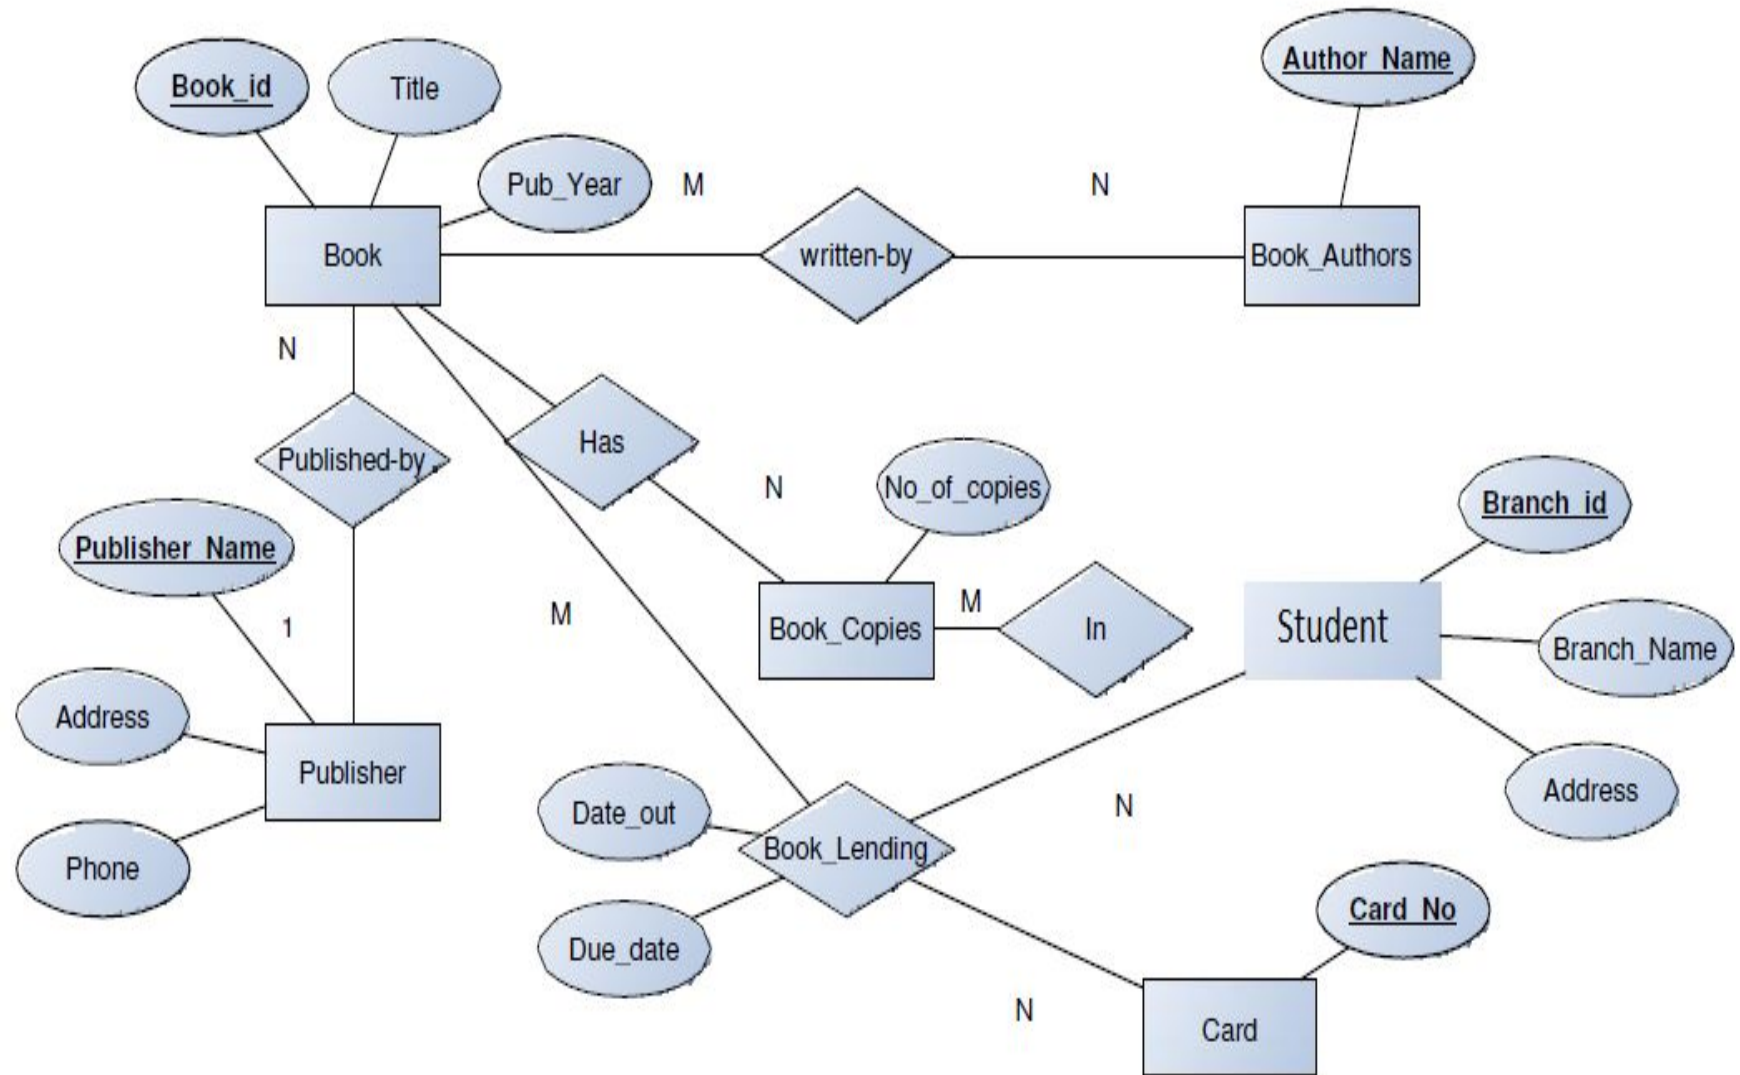 Author_Name
Book_id
Title
Pub_Year
M
N
Book
written-by
Book_Authors
N
Has
Published-by
N
No_of_copies
Branch_id
Publisher_Name
M
In
Student
1
M
Book_Copies
Branch_Name
Address
Publisher
Date_out
N
Address
Book_Lending
Phone
Card_No
Due_date
N
Card